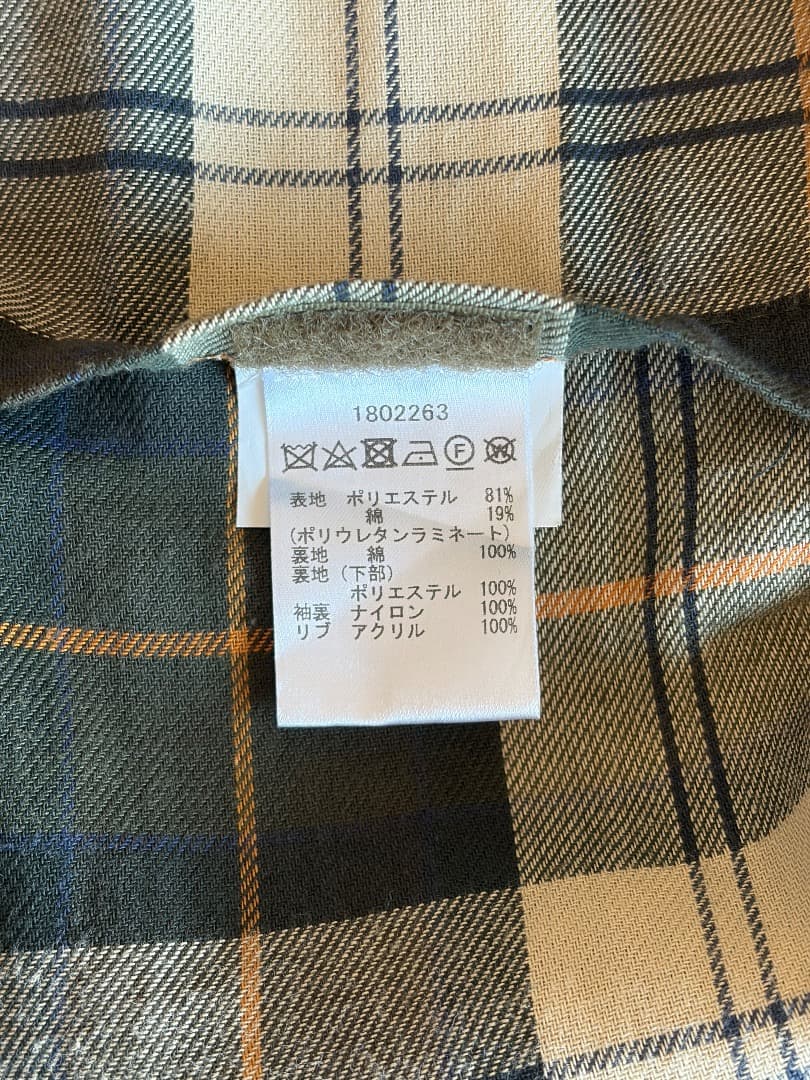 1802263
F W
表地 ポリエステル 81%
綿 19%
(ポリウレタンラミネート)
裏地 綿 100%
裏地(下部)
ポリエステル 100%
袖裏 ナイロン 100%
リブ アクリル 100%